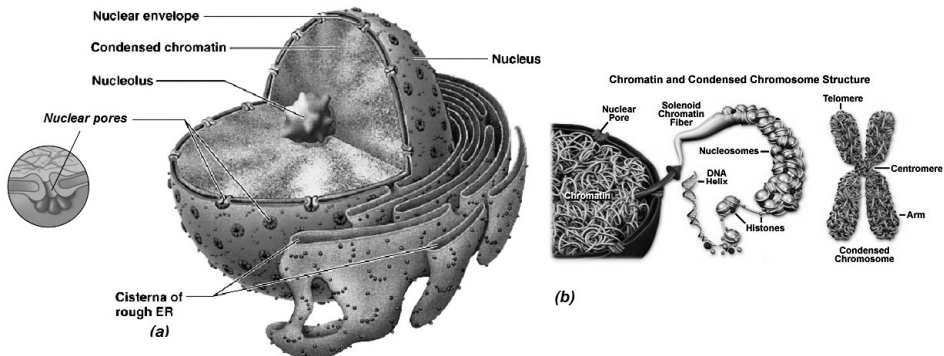 Nuclear envelope
Condensed chromatin
Nucleolus
Nuclear pores
Nucleus
Cisterna of
rough ER
(a)
Chromatin and Condensed Chromosome Structure
Nuclear
Pore
Solenoid
Chromatin
Fiber
Telomere
Nucleosomes
Centromere
DNA
Helix
Chromatin
Histones
Arm
Condensed
Chromosome
(b)